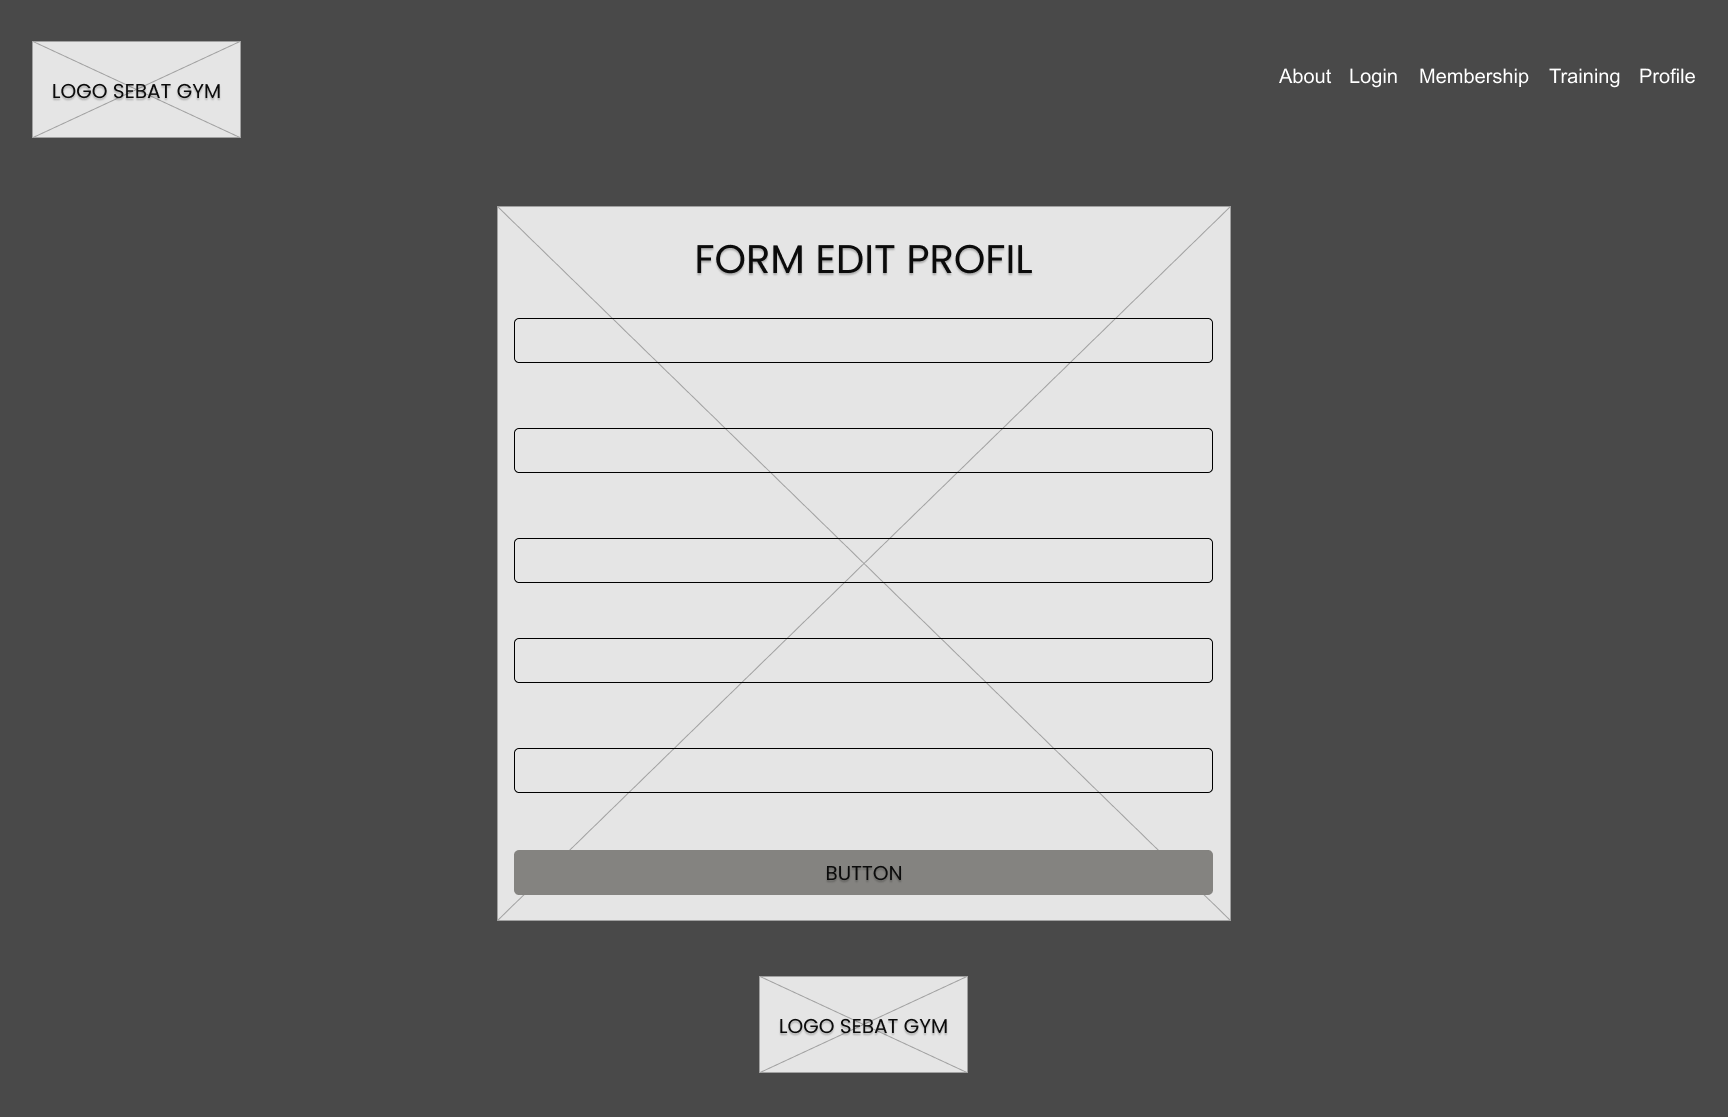 LOGO SEBAT GYM
About Login Membership Training Profile
FORM EDIT PROFIL
BUTTON
LOGO SEBAT GYM